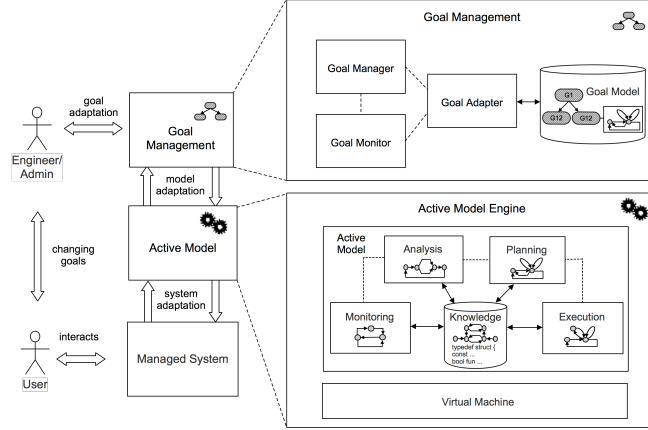 Goal Management
Goal Manager
Goal Monitor
Goal Adapter
Goal Model
G1
G12
G12
goal
adaptation
Goal
Management
Engineer/
Admin
model
adaptation
Active Model
changing
goals
system
adaptation
interacts
Managed System
User
Active Model Engine
Active
Model
Analysis
Planning
Monitoring
Knowledge
Execution
typedef struct {
const ...
bool fun ...
Virtual Machine